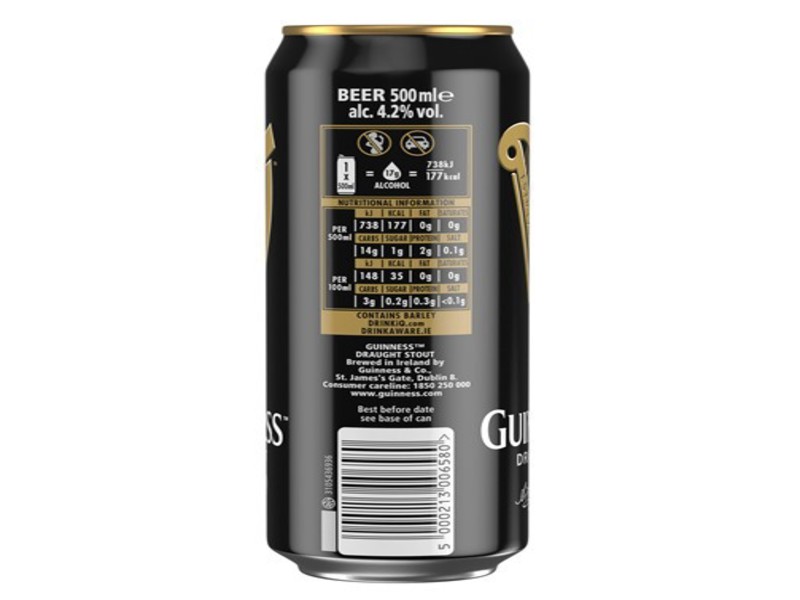 BEER 500ml℮
alc. 4.2% vol.
1 x 500ml = 17g ALCOHOL = 738kJ 177kcal
NUTRITIONAL INFORMATION
kJ KCAL FAT SATURATES
PER 500ml 738 177 0g 0g
CARBS SUGAR PROTEIN SALT
14g 1g 2g 0.1g
kJ KCAL FAT SATURATES
PER 100ml 148 35 0g 0g
CARBS SUGAR PROTEIN SALT
3g 0.2g 0.3g <0.1g
CONTAINS BARLEY
DRINKiQ.com
DRINKAWARE.IE
GUINNESS™
DRAUGHT STOUT
Brewed in Ireland by
Guinness & Co.,
St. James's Gate, Dublin 8.
Consumer careline: 1850 250 000
www.guinness.com
Best before date
see base of can
SS™
GUI
DR
3105436936
5 000213 006580>